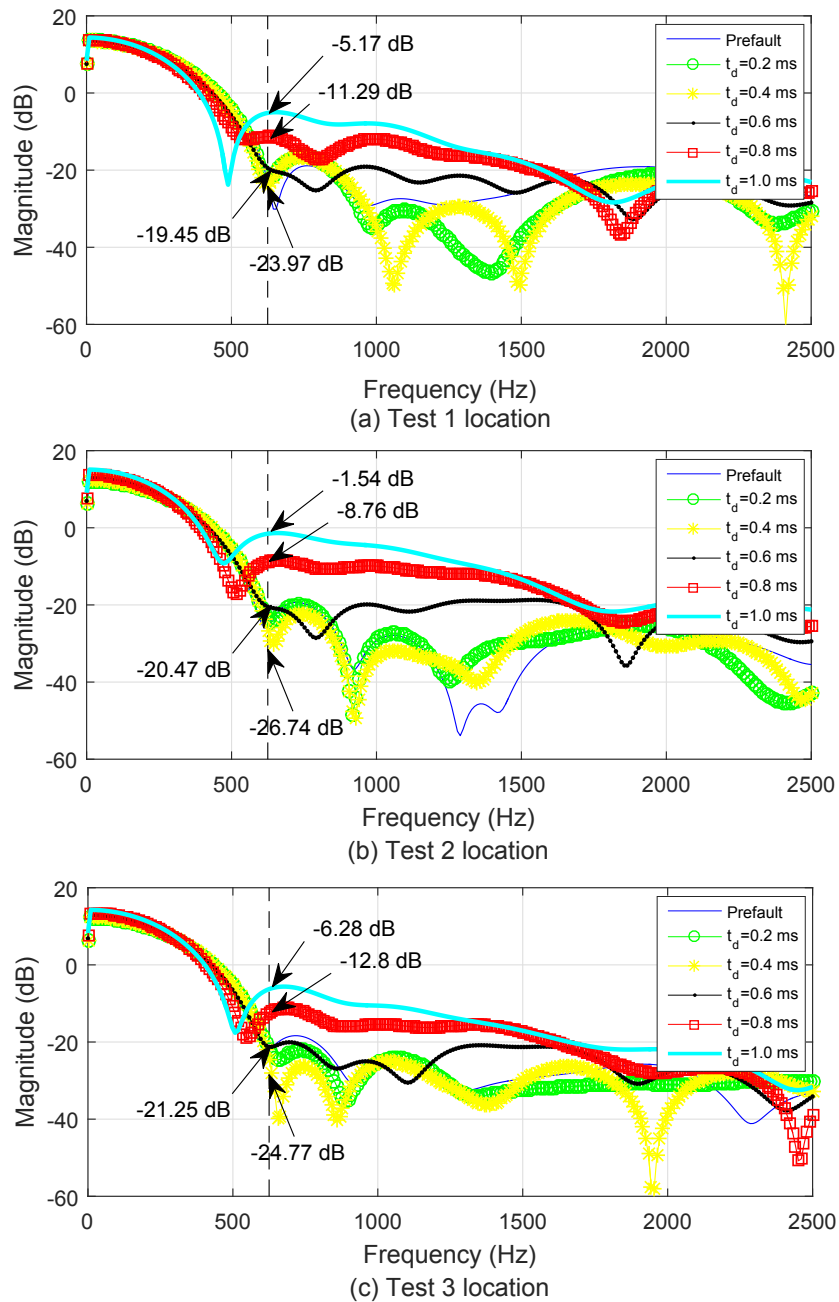 20
0
-20
-40
-60
Magnitude (dB)
-5.17 dB
-11.29 dB
-19.45 dB
-23.97 dB
Prefault
t_d=0.2 ms
t_d=0.4 ms
t_d=0.6 ms
t_d=0.8 ms
t_d=1.0 ms
0 500 1000 1500 2000 2500
Frequency (Hz)
(a) Test 1 location
20
0
-20
-40
-60
Magnitude (dB)
-1.54 dB
-8.76 dB
-20.47 dB
-26.74 dB
Prefault
t_d=0.2 ms
t_d=0.4 ms
t_d=0.6 ms
t_d=0.8 ms
t_d=1.0 ms
0 500 1000 1500 2000 2500
Frequency (Hz)
(b) Test 2 location
20
0
-20
-40
-60
Magnitude (dB)
-6.28 dB
-12.8 dB
-21.25 dB
-24.77 dB
Prefault
t_d=0.2 ms
t_d=0.4 ms
t_d=0.6 ms
t_d=0.8 ms
t_d=1.0 ms
0 500 1000 1500 2000 2500
Frequency (Hz)
(c) Test 3 location